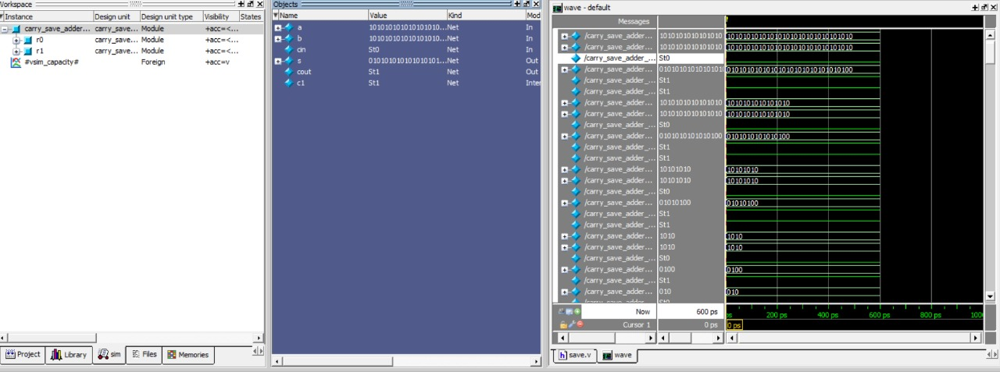 Workspace
Instance Design unit Design unit type Visibility States
carry_save_adder... carry_save... Module +acc=<...
r0 carry_save... Module +acc=<...
r1 carry_save... Module +acc=<...
#vsim_capacity# Foreign +acc=v
Project Library sim Files Memories
Objects
Name Value Kind Mod
a 1010101010101010... Net In
b 1010101010101010... Net In
cin St0 Net In
s 0101010101010101... Net Out
cout St1 Net Out
c1 St1 Net Inter
wave - default
Messages
/carry_save_adder... 1010101010101010 10101010101010101010101010101010
/carry_save_adder... 1010101010101010 10101010101010101010101010101010
/carry_save_adder_... St0
/carry_save_adder... 0101010101010101 01010101010101010101010101010100
/carry_save_adder_... St1
/carry_save_adder_... St1
/carry_save_adder... 1010101010101010 1010101010101010
/carry_save_adder... 1010101010101010 1010101010101010
/carry_save_adder_... St0
/carry_save_adder... 0101010101010100 0101010101010100
/carry_save_adder_... St1
/carry_save_adder_... St1
/carry_save_adder... 10101010 10101010
/carry_save_adder... 10101010 10101010
/carry_save_adder_... St0
/carry_save_adder... 01010100 01010100
/carry_save_adder_... St1
/carry_save_adder_... St1
/carry_save_adder... 1010 1010
/carry_save_adder... 1010 1010
/carry_save_adder_... St0
/carry_save_adder... 0100 0100
/carry_save_adder_... St1
/carry_save_adder... 010 010
Now 600 ps ps 200 ps 400 ps 600 ps 800 ps 1000
Cursor 1 0 ps 0 ps
save.v wave